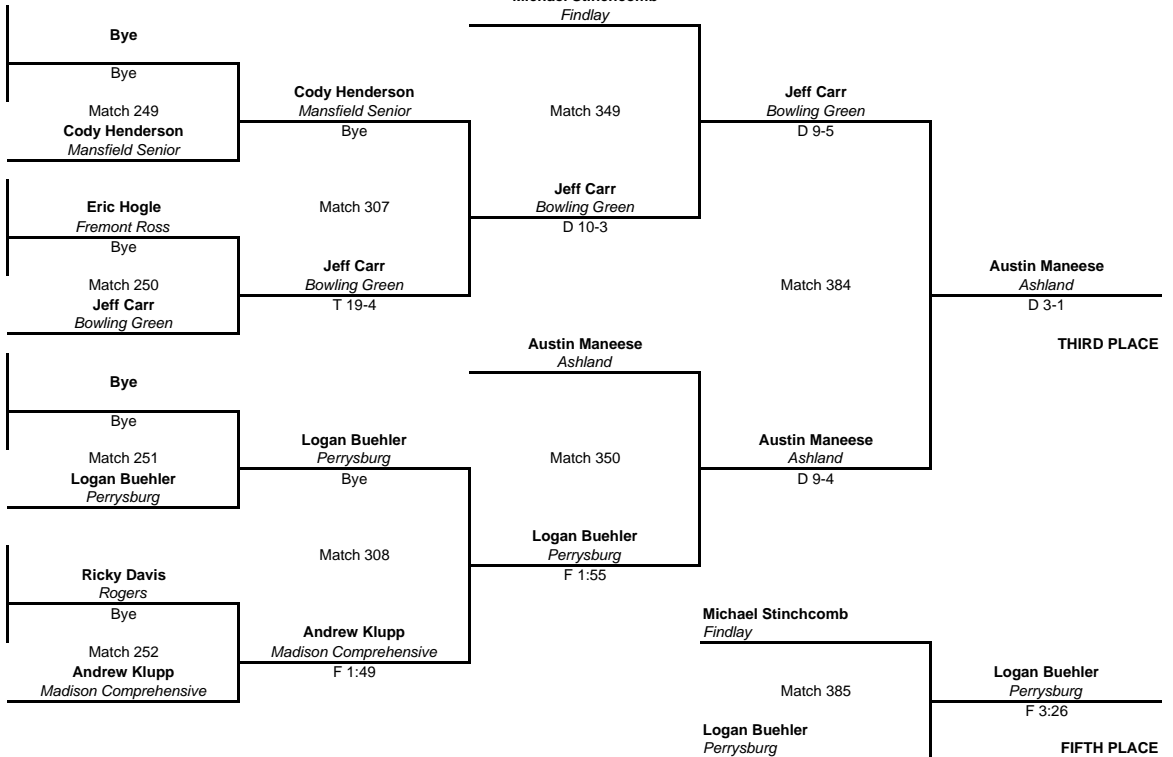 Michael Stinchcomb
Findlay
Bye
Bye
Match 249
Cody Henderson
Mansfield Senior
Cody Henderson
Mansfield Senior
Bye
Match 349
Jeff Carr
Bowling Green
D 9-5
Eric Hogle
Fremont Ross
Bye
Match 250
Jeff Carr
Bowling Green
Match 307
Jeff Carr
Bowling Green
T 19-4
Jeff Carr
Bowling Green
D 10-3
Match 384
Austin Maneese
Ashland
D 3-1
THIRD PLACE
Austin Maneese
Ashland
Bye
Bye
Match 251
Logan Buehler
Perrysburg
Logan Buehler
Perrysburg
Bye
Match 350
Austin Maneese
Ashland
D 9-4
Match 308
Logan Buehler
Perrysburg
F 1:55
Ricky Davis
Rogers
Bye
Match 252
Andrew Klupp
Madison Comprehensive
Andrew Klupp
Madison Comprehensive
F 1:49
Michael Stinchcomb
Findlay
Match 385
Logan Buehler
Perrysburg
Logan Buehler
Perrysburg
F 3:26
FIFTH PLACE